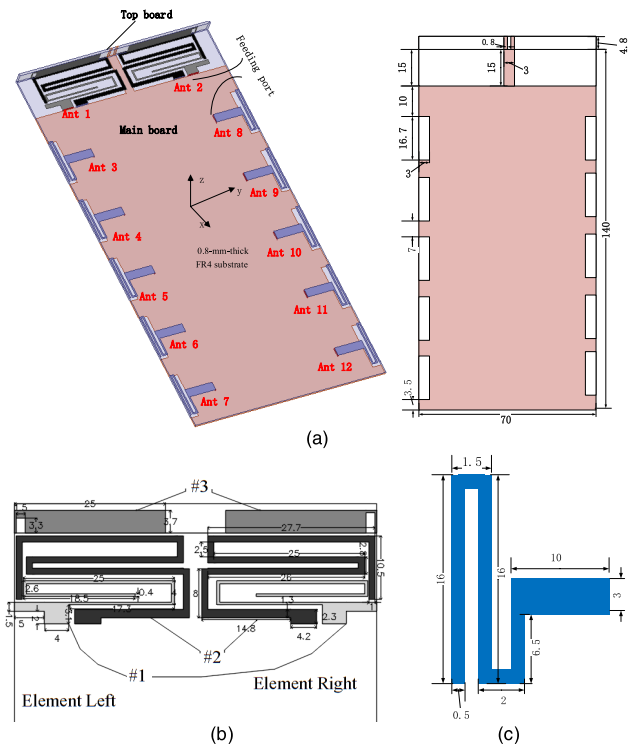 Top board
Feeding port
Ant 1
Ant 2
Main board
Ant 8
Ant 3
Ant 9
z
y
x
Ant 4
Ant 10
0.8-mm-thick
FR4 substrate
Ant 5
Ant 11
Ant 6
Ant 12
Ant 7
0.8
4.8
15
15
3
10
16.7
3
7
140
3.5
70
(a)
25
#3
1.5
3.3
3.7
27.7
2.5
25
2.8
10.5
25
26
2.6
0.4
18.5
4
17.3
8
1.3
1
1.5
5
2
4
14.8
4.2
2.3
#2
#1
Element Left
Element Right
(b)
1.5
16
16
10
3
6.5
0.5
2
(c)